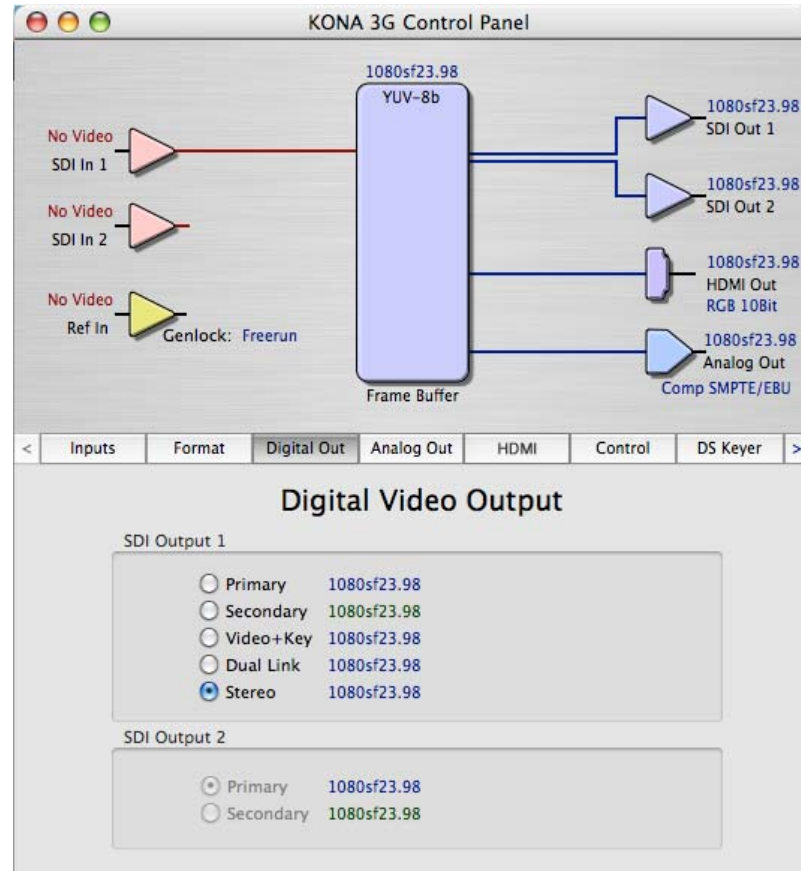 KONA 3G Control Panel
1080sf23.98
YUV-8b
No Video
SDI In 1
No Video
SDI In 2
No Video
Ref In
Genlock: Freerun
Frame Buffer
1080sf23.98
SDI Out 1
1080sf23.98
SDI Out 2
1080sf23.98
HDMI Out
RGB 10Bit
1080sf23.98
Analog Out
Comp SMPTE/EBU
< Inputs Format Digital Out Analog Out HDMI Control DS Keyer >
Digital Video Output
SDI Output 1
Primary 1080sf23.98
Secondary 1080sf23.98
Video+Key 1080sf23.98
Dual Link 1080sf23.98
Stereo 1080sf23.98
SDI Output 2
Primary 1080sf23.98
Secondary 1080sf23.98